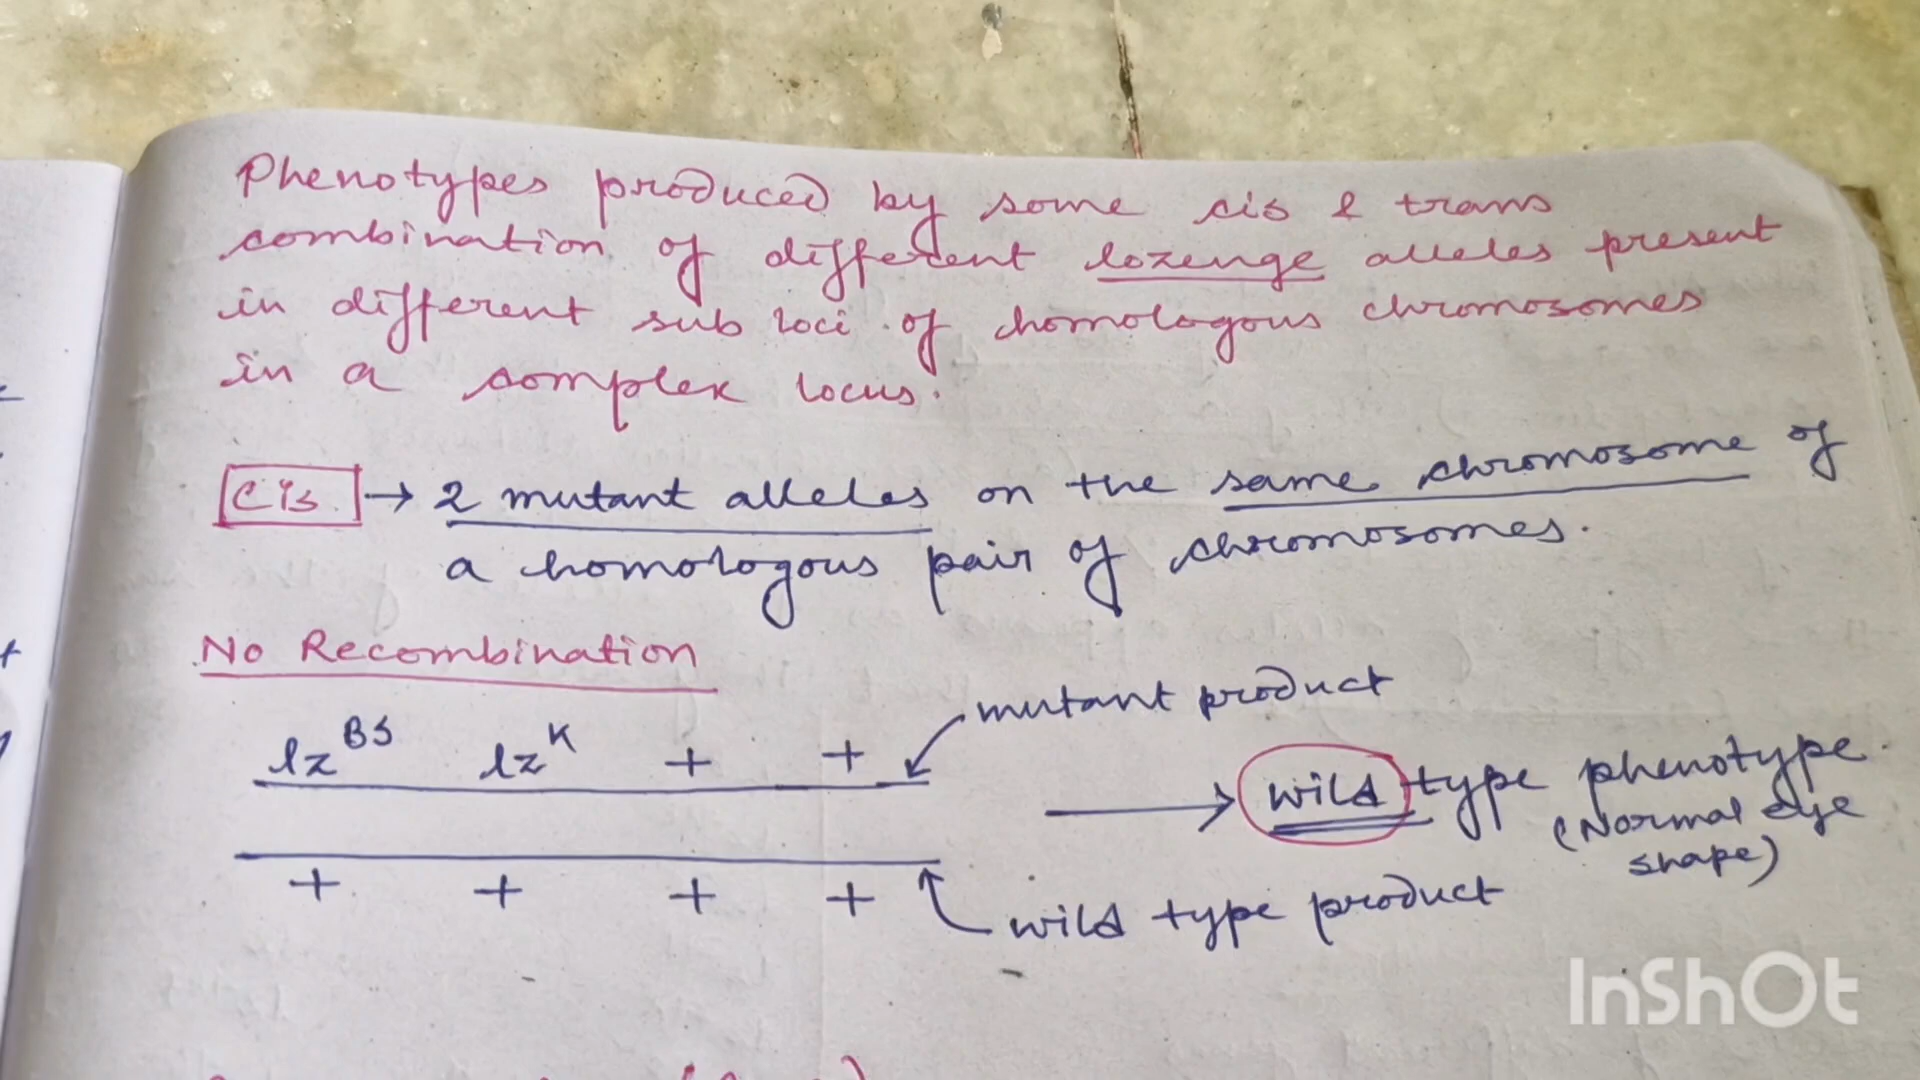 Phenotypes produced by some cis & trans
combination of different lozenge alleles present
in different sub loci of homologous chromosomes
in a complex locus.
Cis → 2 mutant alleles on the same chromosome of
a homologous pair of chromosomes.
No Recombination
mutant product
lz^BS lz^K + +
→ wild type phenotype
(Normal eye
shape)
+ + + +
wild type product
InShOt